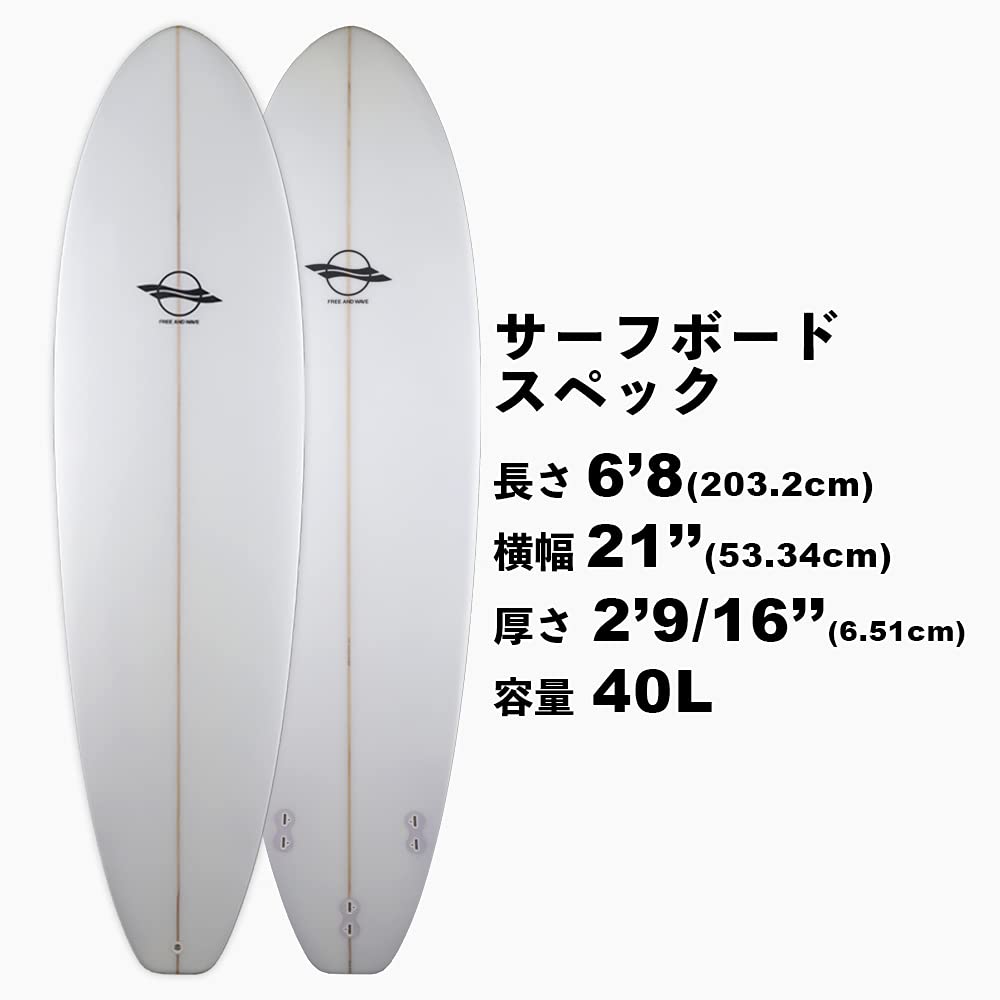 FREE AND WAVE
FREE AND WAVE
サーフボード
スペック
長さ 6’8(203.2cm)
横幅 21”(53.34cm)
厚さ 2’9/16”(6.51cm)
容量 40L